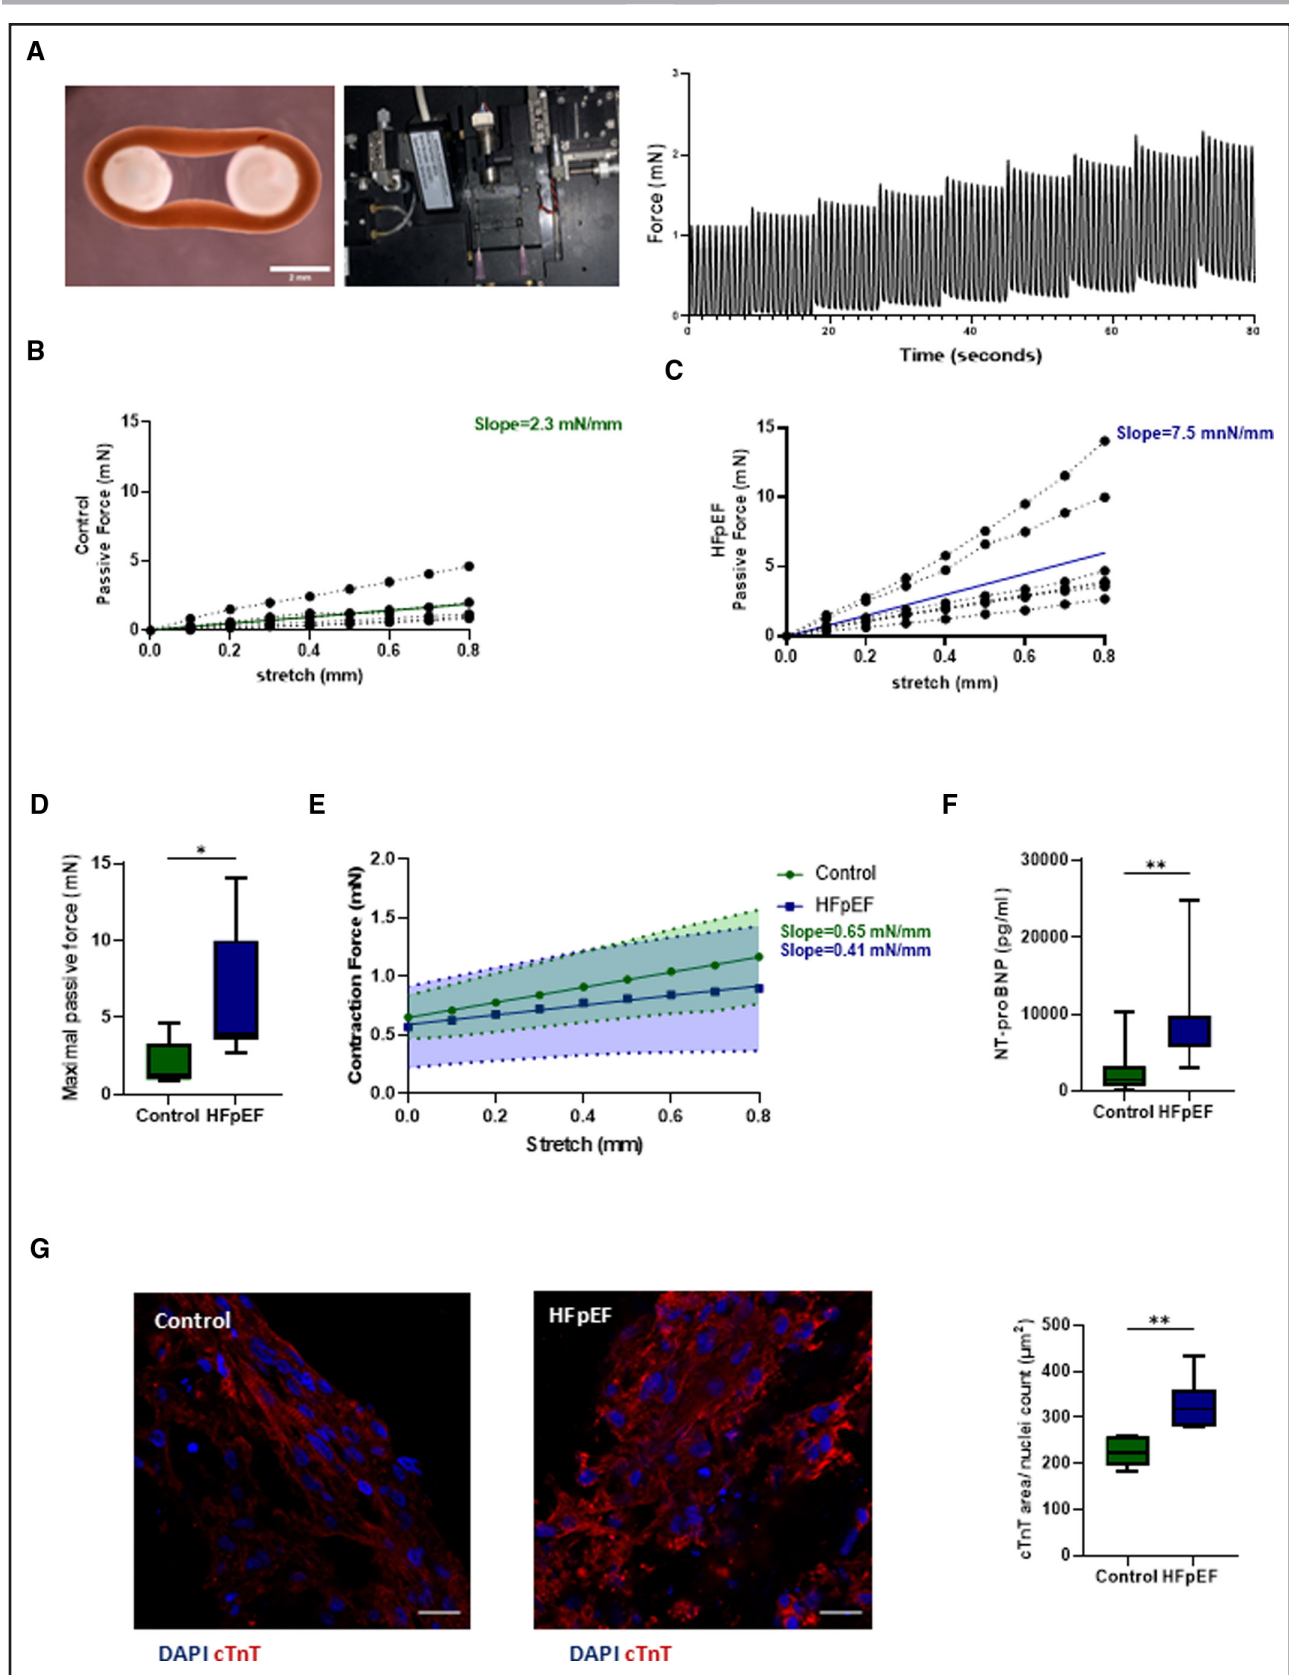 A
2 mm
Force (mN)
3
2
1
0
0 20 40 60 80
Time (seconds)
B
Slope=2.3 mN/mm
Control
Passive Force (mN)
15
10
5
0
0.0 0.2 0.4 0.6 0.8
stretch (mm)
C
Slope=7.5 mnN/mm
HFpEF
Passive Force (mN)
15
10
5
0
0.0 0.2 0.4 0.6 0.8
stretch (mm)
D
*
Maximal passive force (mN)
15
10
5
0
Control HFpEF
E
Contraction Force (mN)
2.0
1.5
1.0
0.5
0.0
0.0 0.2 0.4 0.6 0.8
Stretch (mm)
Control
HFpEF
Slope=0.65 mN/mm
Slope=0.41 mN/mm
F
**
NT-proBNP (pg/ml)
30000
20000
10000
0
Control HFpEF
G
Control
DAPI cTnT
HFpEF
DAPI cTnT
**
cTnT area/ nuclei count (µm²)
500
400
300
200
100
0
Control HFpEF